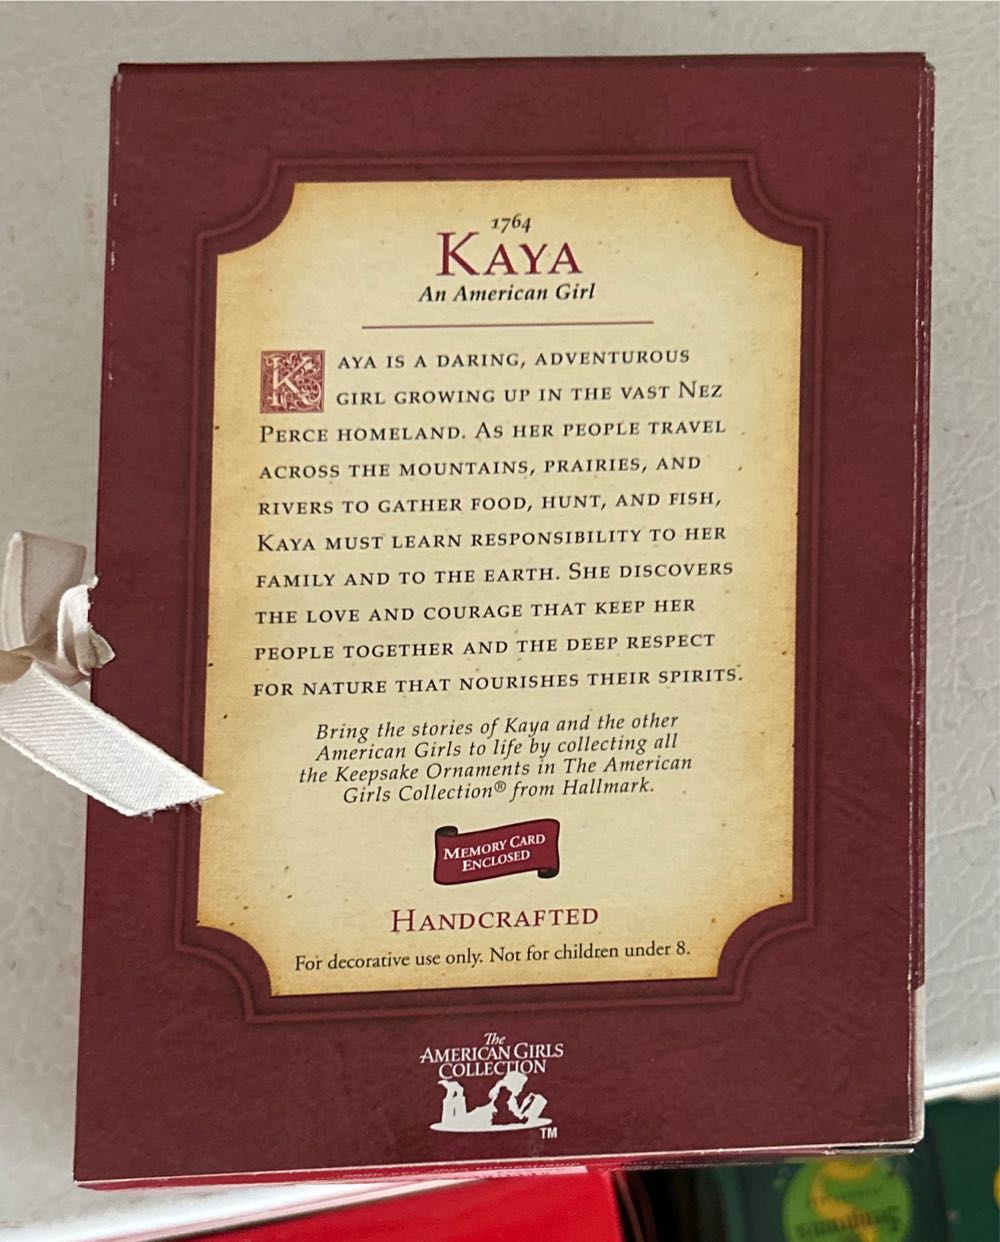 1764
KAYA
An American Girl
KAYA IS A DARING, ADVENTUROUS
GIRL GROWING UP IN THE VAST NEZ
PERCE HOMELAND. AS HER PEOPLE TRAVEL
ACROSS THE MOUNTAINS, PRAIRIES, AND
RIVERS TO GATHER FOOD, HUNT, AND FISH,
KAYA MUST LEARN RESPONSIBILITY TO HER
FAMILY AND TO THE EARTH. SHE DISCOVERS
THE LOVE AND COURAGE THAT KEEP HER
PEOPLE TOGETHER AND THE DEEP RESPECT
FOR NATURE THAT NOURISHES THEIR SPIRITS.
Bring the stories of Kaya and the other
American Girls to life by collecting all
the Keepsake Ornaments in The American
Girls Collection® from Hallmark.
MEMORY CARD
ENCLOSED
HANDCRAFTED
For decorative use only. Not for children under 8.
The
AMERICAN GIRLS
COLLECTION
TM